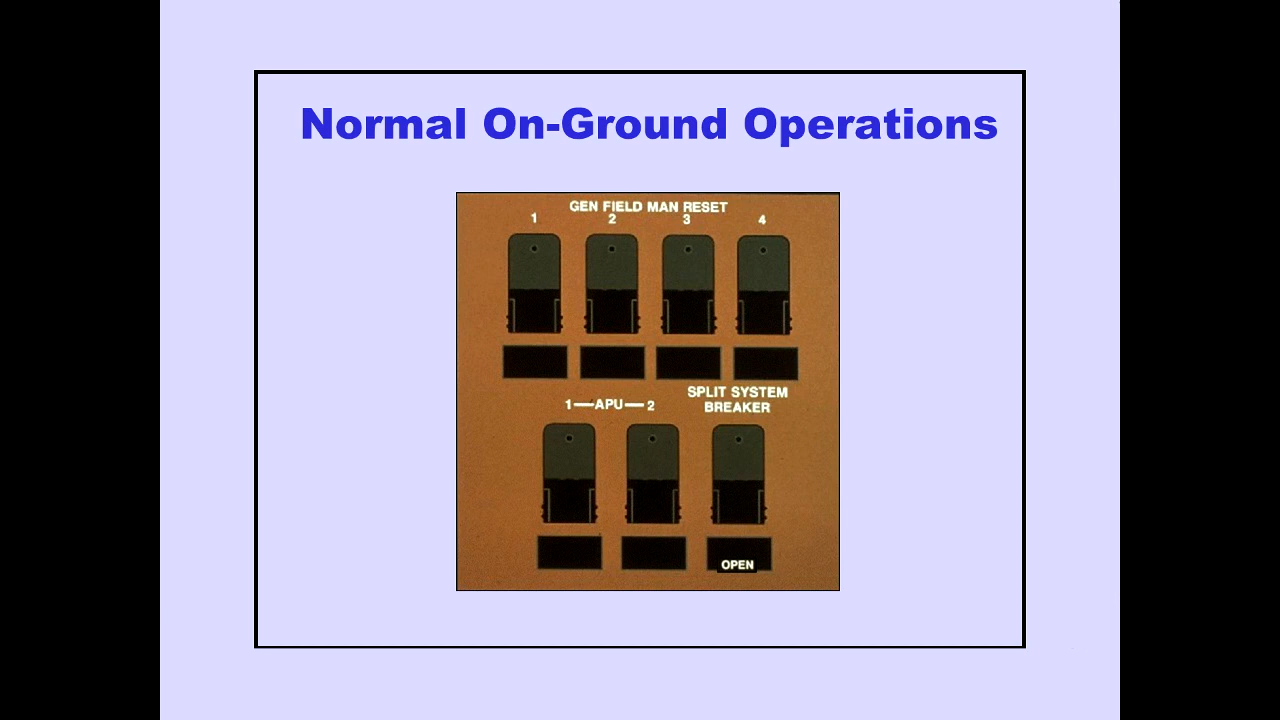 Normal On-Ground Operations
GEN FIELD MAN RESET
1 2 3 4
1 APU 2
SPLIT SYSTEM
BREAKER
OPEN